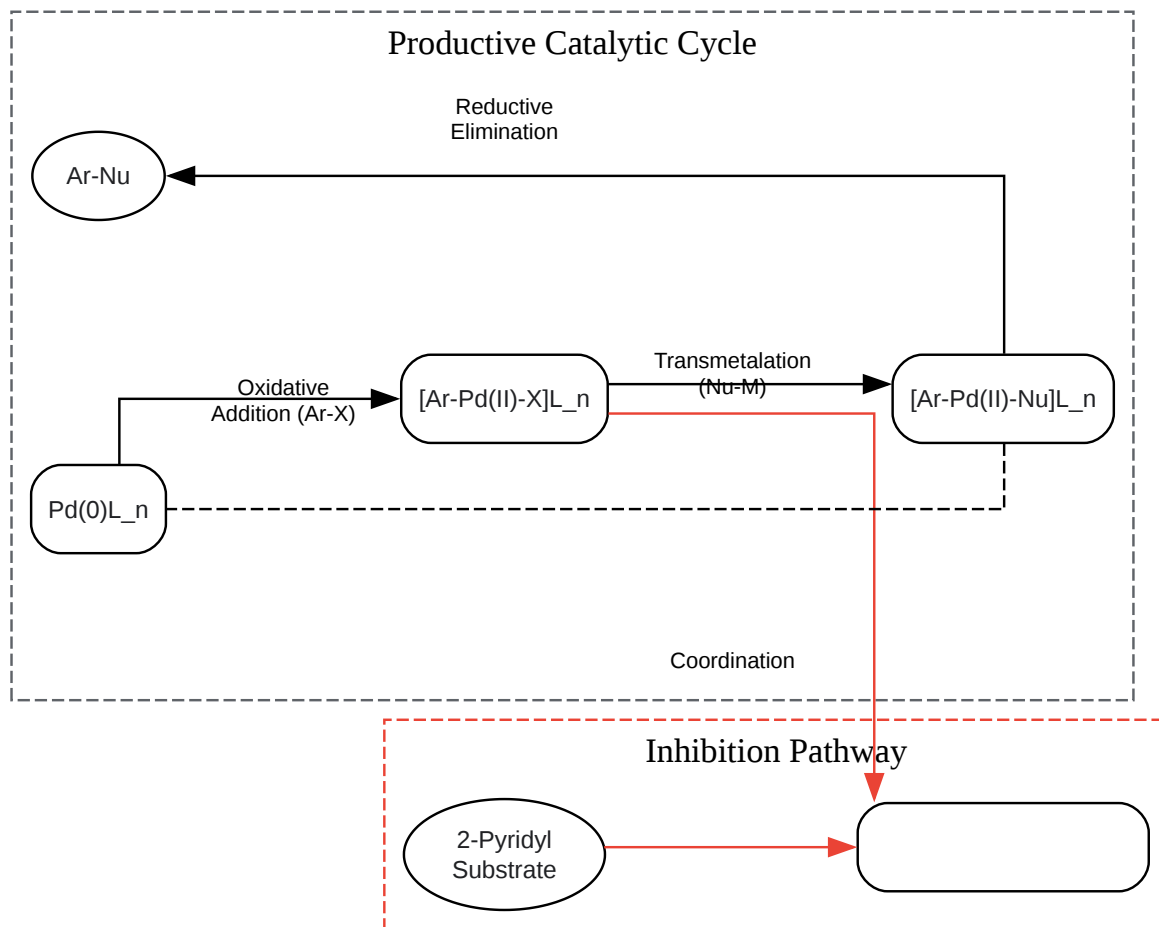 Productive Catalytic Cycle
Reductive
Elimination
Ar-Nu
Transmetalation
(Nu-M)
Oxidative
Addition (Ar-X)
[Ar-Pd(II)-X]L_n
[Ar-Pd(II)-Nu]L_n
Pd(0)L_n
Coordination
Inhibition Pathway
2-Pyridyl
Substrate